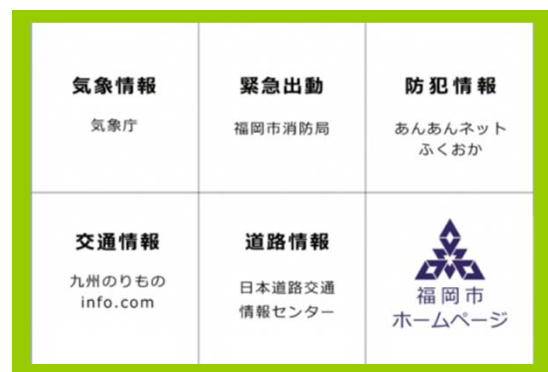 気象情報
気象庁
緊急出動
福岡市消防局
防犯情報
あんあんネット
ふくおか
交通情報
九州のりもの
info.com
道路情報
日本道路交通
情報センター
福岡市
ホームページ